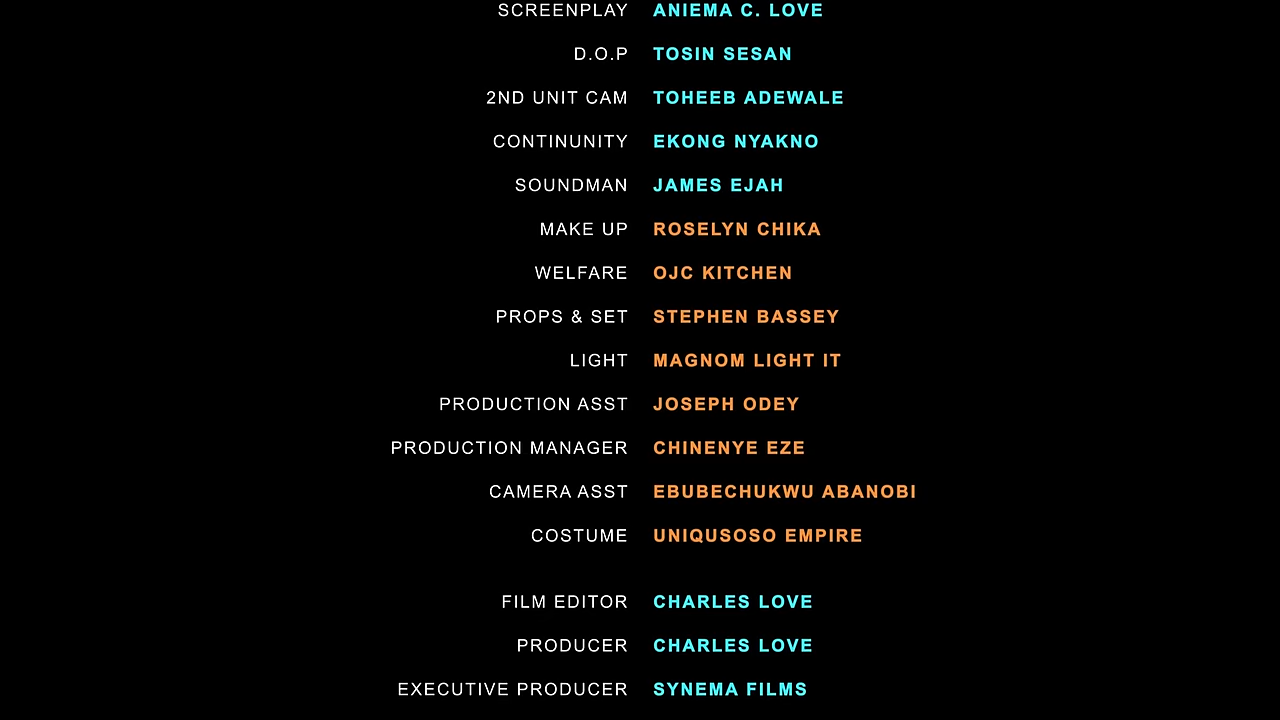 SCREENPLAY ANIEMA C. LOVE
D.O.P TOSIN SESAN
2ND UNIT CAM TOHEEB ADEWALE
CONTINUNITY EKONG NYAKNO
SOUNDMAN JAMES EJAH
MAKE UP ROSELYN CHIKA
WELFARE OJC KITCHEN
PROPS & SET STEPHEN BASSEY
LIGHT MAGNOM LIGHT IT
PRODUCTION ASST JOSEPH ODEY
PRODUCTION MANAGER CHINENYE EZE
CAMERA ASST EBUBECHUKWU ABANOBI
COSTUME UNIQUSOSO EMPIRE
FILM EDITOR CHARLES LOVE
PRODUCER CHARLES LOVE
EXECUTIVE PRODUCER SYNEMA FILMS